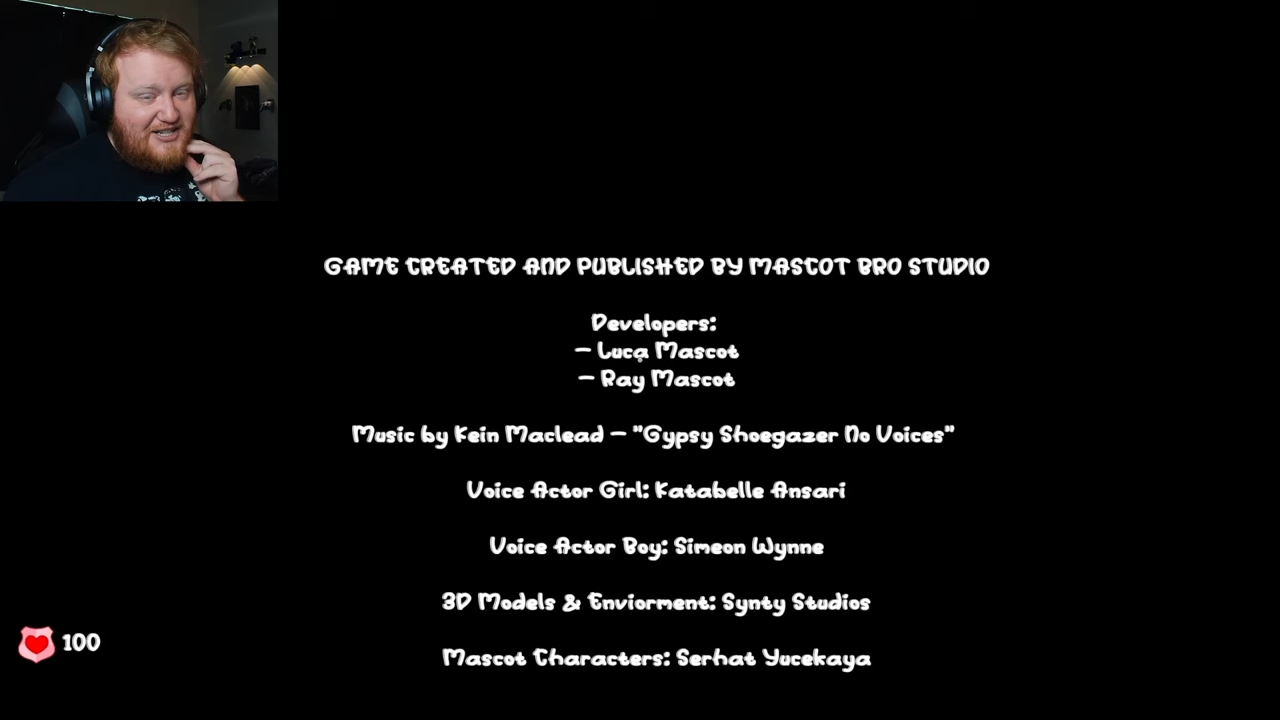 GAME CREATED AND PUBLISHED BY MASCOT BRO STUDIO
Developers:
- Luca Mascot
- Ray Mascot
Music by Kein Maclead - "Gypsy Shoegazer No Voices"
Voice Actor Girl: Katabelle Ansari
Voice Actor Boy: Simeon Wynne
3D Models & Enviorment: Synty Studios
100
Mascot Characters: Serhat Yucekaya